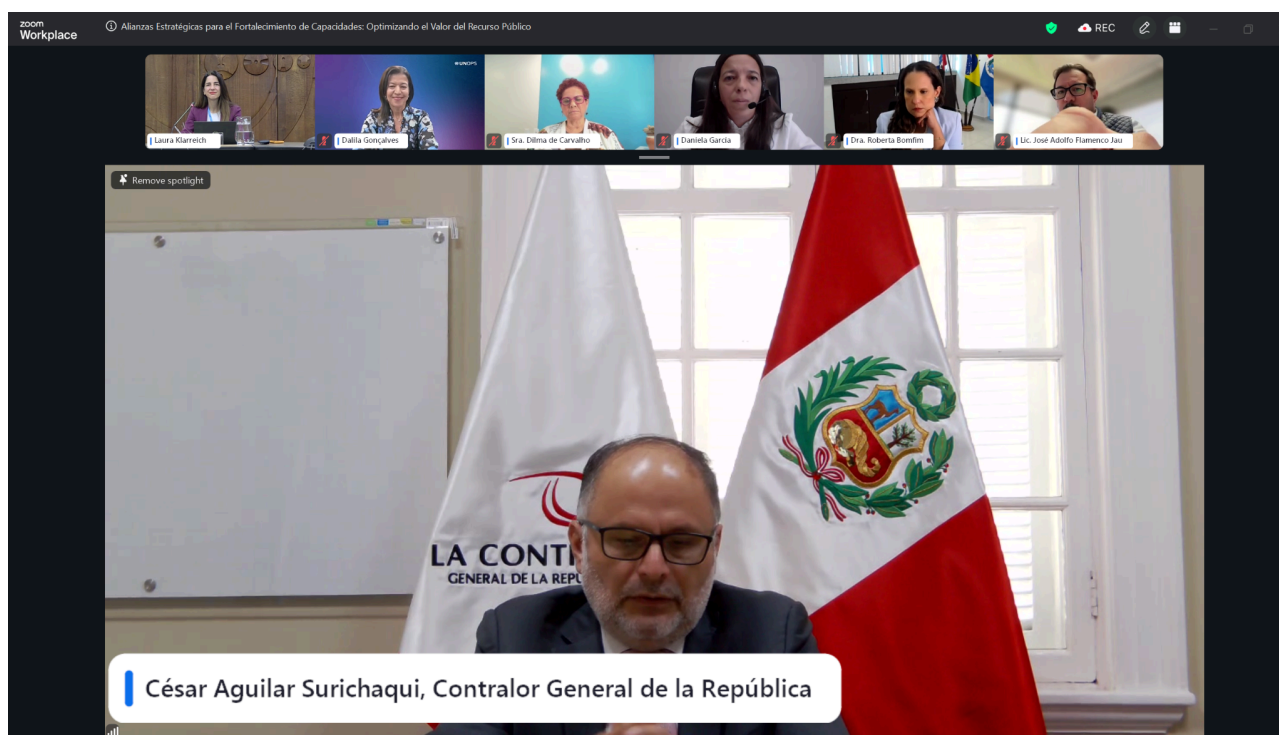 zoom
Workplace
Alianzas Estratégicas para el Fortalecimiento de Capacidades: Optimizando el Valor del Recurso Público
REC
UNOPS
Laura Klarreich
Dalila Gonçalves
Sra. Dilma de Carvalho
Daniela García
Dra. Roberta Bomfim
Lic. José Adolfo Flamenco Jau
Remove spotlight
LA CONT
GENERAL DE LA REPÚ
César Aguilar Surichaqui, Contralor General de la República